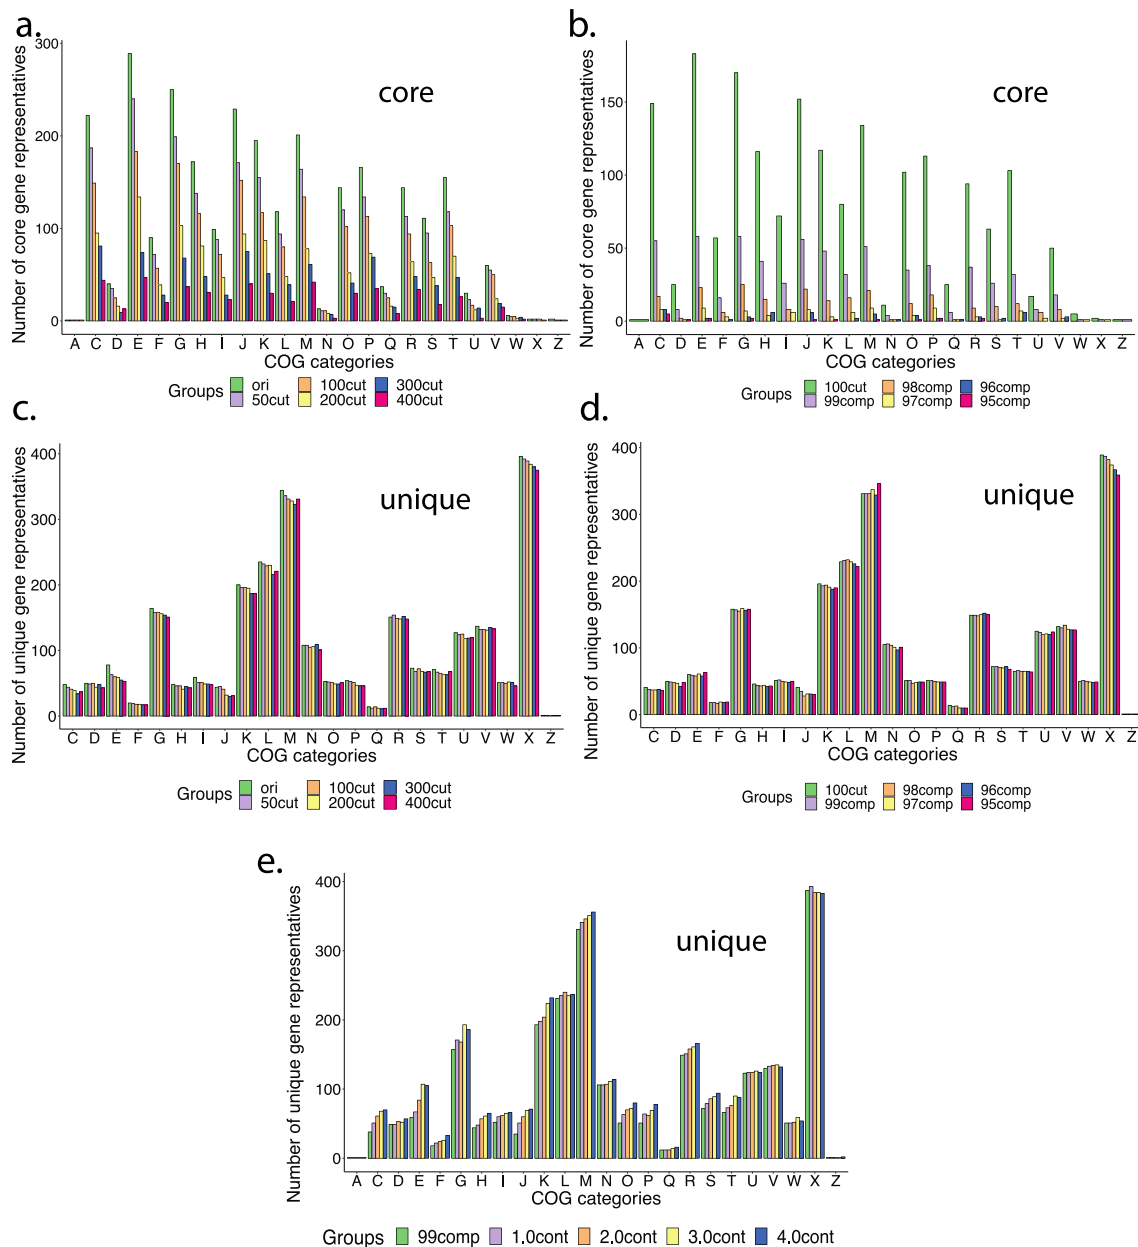 a.
Number of core gene representatives
300
200
100
0
core
A C D E F G H I J K L M N O P Q R S T U V W X Z
COG categories
Groups ori 100cut 300cut
50cut 200cut 400cut
b.
Number of core gene representatives
150
100
50
0
core
A C D E F G H I J K L M N O P Q R S T U V W X Z
COG categories
Groups 100cut 98comp 96comp
99comp 97comp 95comp
c.
Number of unique gene representatives
400
300
200
100
0
unique
C D E F G H I J K L M N O P Q R S T U V W X Z
COG categories
Groups ori 100cut 300cut
50cut 200cut 400cut
d.
Number of unique gene representatives
400
300
200
100
0
unique
C D E F G H I J K L M N O P Q R S T U V W X Z
COG categories
Groups 100cut 98comp 96comp
99comp 97comp 95comp
e.
Number of unique gene representatives
400
300
200
100
0
unique
A C D E F G H I J K L M N O P Q R S T U V W X Z
COG categories
Groups 99comp 1.0cont 2.0cont 3.0cont 4.0cont